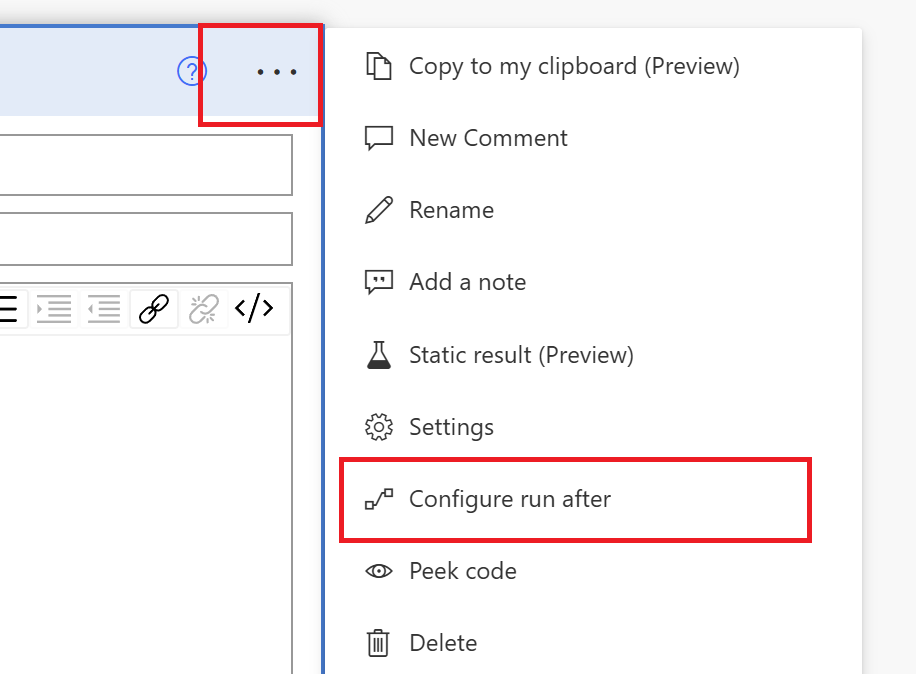 ?
Copy to my clipboard (Preview)
New Comment
Rename
Add a note
Static result (Preview)
Settings
</>
Configure run after
Peek code
Delete